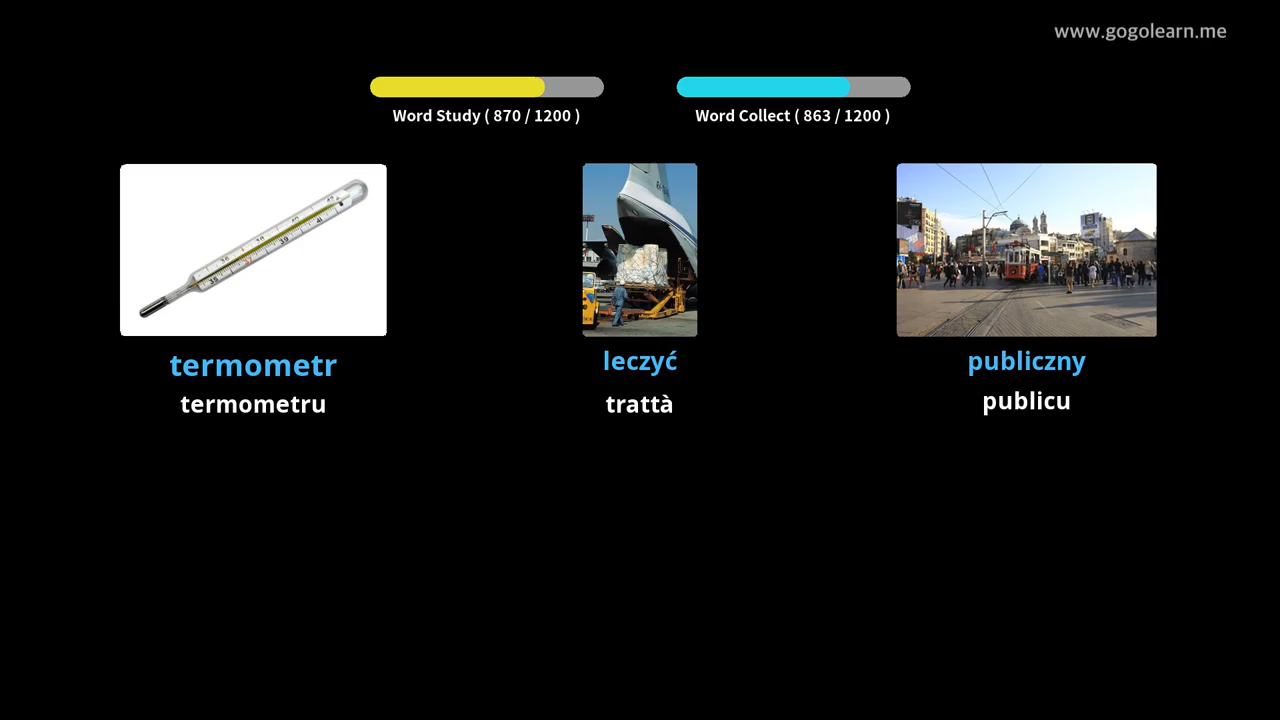 www.gogolearn.me
Word Study ( 870 / 1200 )
Word Collect ( 863 / 1200 )
termometr
termometru
leczyć
trattà
publiczny
publicu